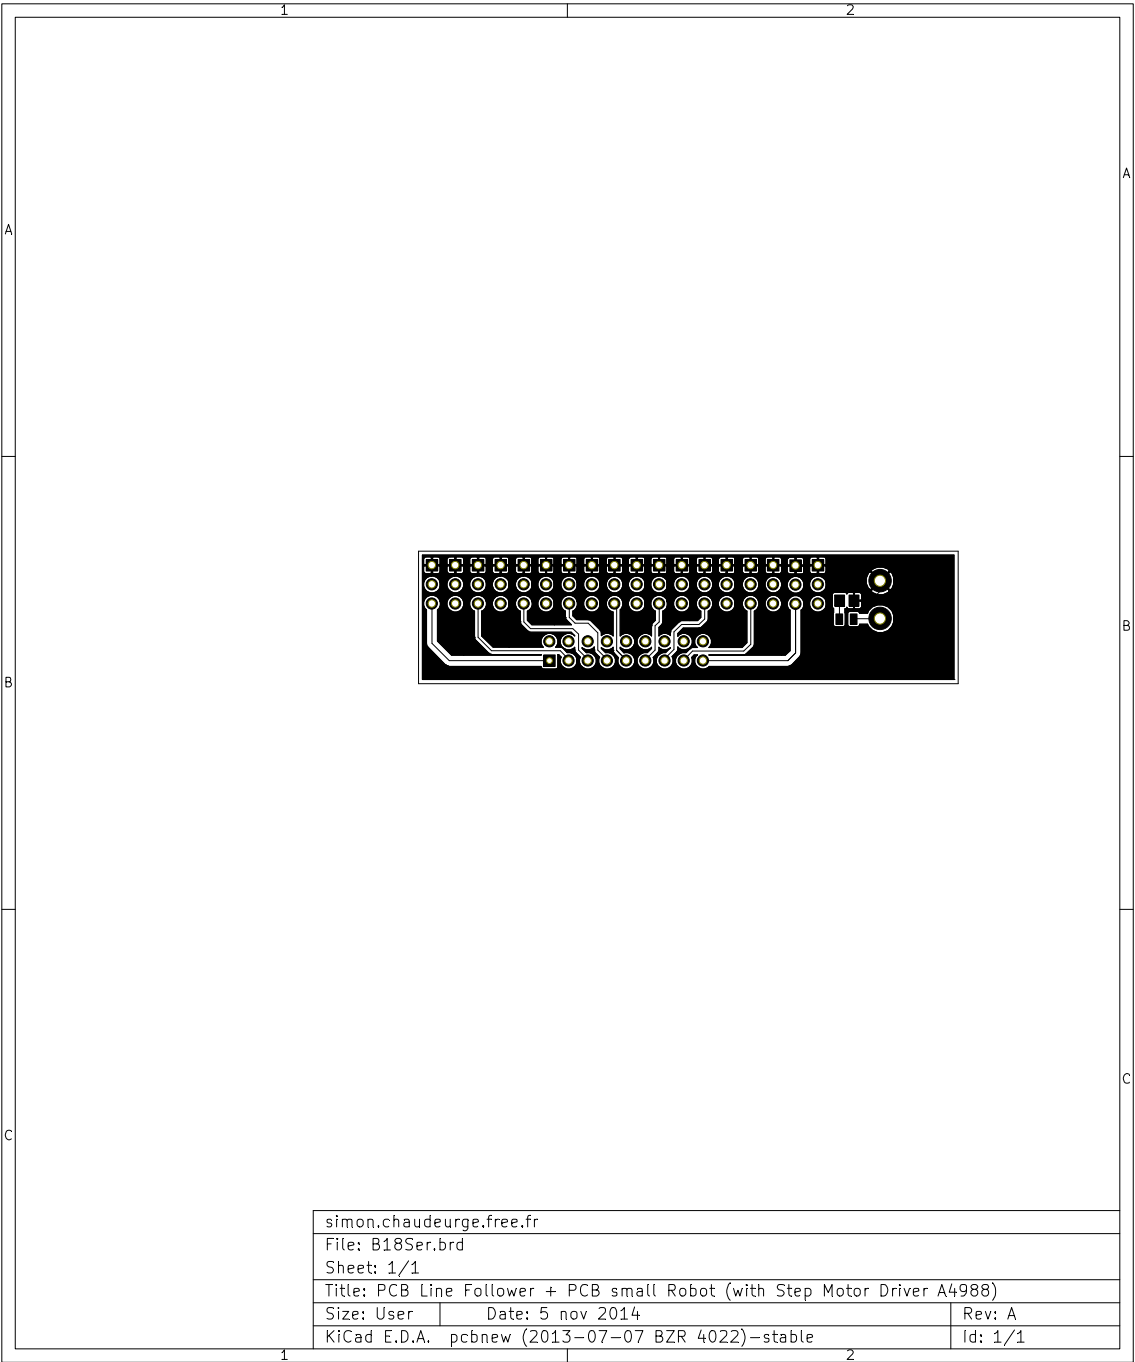 1 2
A
A
B
B
C
C
simon.chaudeurge.free.fr
File: B18Ser.brd
Sheet: 1/1
Title: PCB Line Follower + PCB small Robot (with Step Motor Driver A4988)
Size: User Date: 5 nov 2014 Rev: A
KiCad E.D.A. pcbnew (2013-07-07 BZR 4022)-stable Id: 1/1
1 2